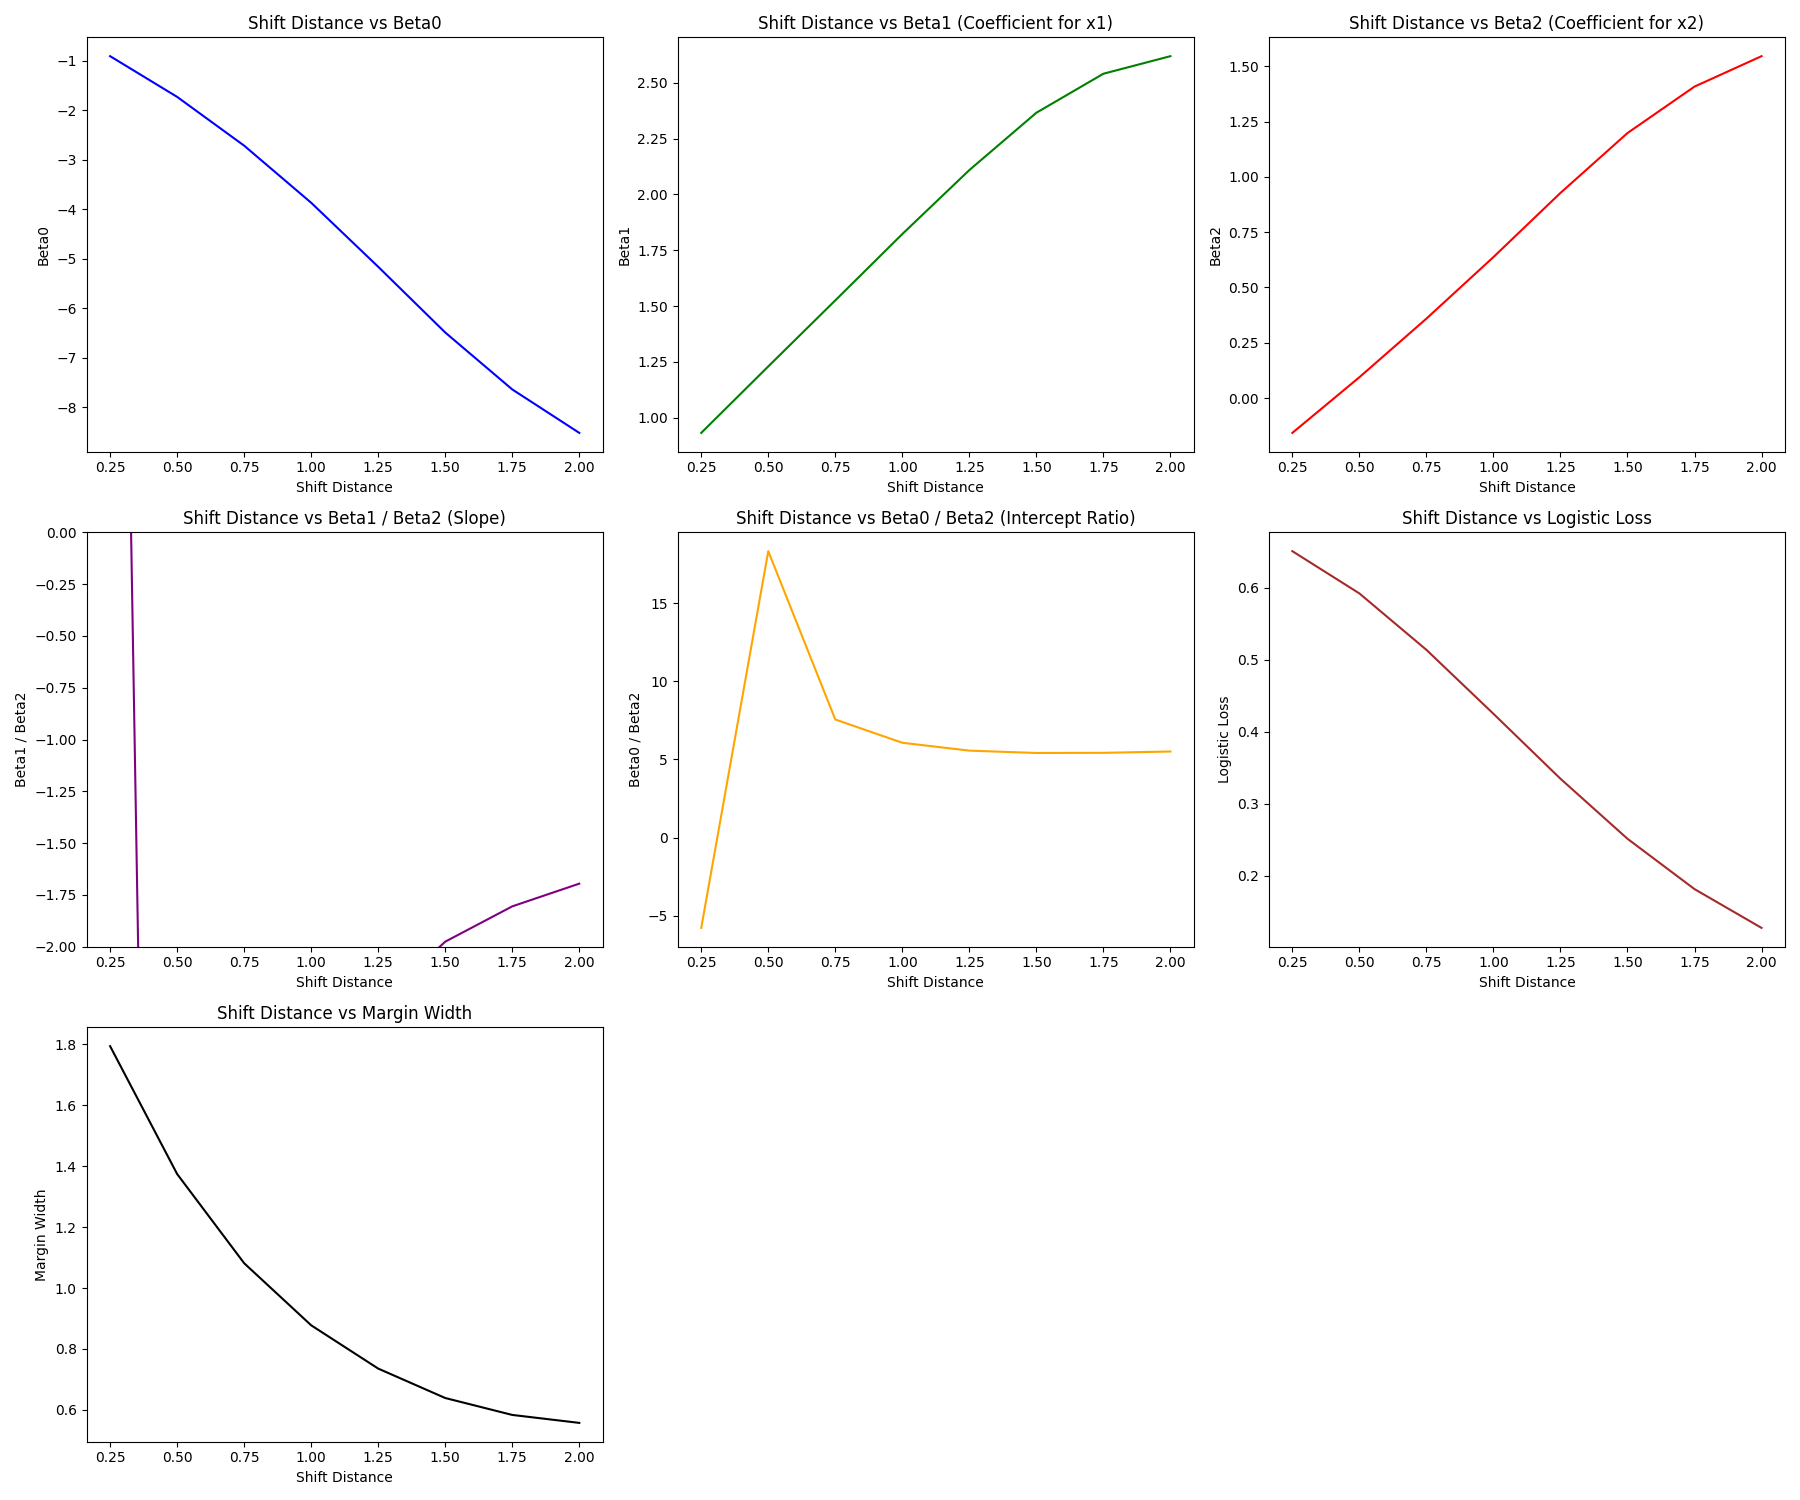 Shift Distance vs Beta0
Beta0
−1
−2
−3
−4
−5
−6
−7
−8
0.25 0.50 0.75 1.00 1.25 1.50 1.75 2.00
Shift Distance
Shift Distance vs Beta1 (Coefficient for x1)
Beta1
2.50
2.25
2.00
1.75
1.50
1.25
1.00
0.25 0.50 0.75 1.00 1.25 1.50 1.75 2.00
Shift Distance
Shift Distance vs Beta2 (Coefficient for x2)
Beta2
1.50
1.25
1.00
0.75
0.50
0.25
0.00
0.25 0.50 0.75 1.00 1.25 1.50 1.75 2.00
Shift Distance
Shift Distance vs Beta1 / Beta2 (Slope)
Beta1 / Beta2
0.00
−0.25
−0.50
−0.75
−1.00
−1.25
−1.50
−1.75
−2.00
0.25 0.50 0.75 1.00 1.25 1.50 1.75 2.00
Shift Distance
Shift Distance vs Beta0 / Beta2 (Intercept Ratio)
Beta0 / Beta2
15
10
5
0
−5
0.25 0.50 0.75 1.00 1.25 1.50 1.75 2.00
Shift Distance
Shift Distance vs Logistic Loss
Logistic Loss
0.6
0.5
0.4
0.3
0.2
0.25 0.50 0.75 1.00 1.25 1.50 1.75 2.00
Shift Distance
Shift Distance vs Margin Width
Margin Width
1.8
1.6
1.4
1.2
1.0
0.8
0.6
0.25 0.50 0.75 1.00 1.25 1.50 1.75 2.00
Shift Distance